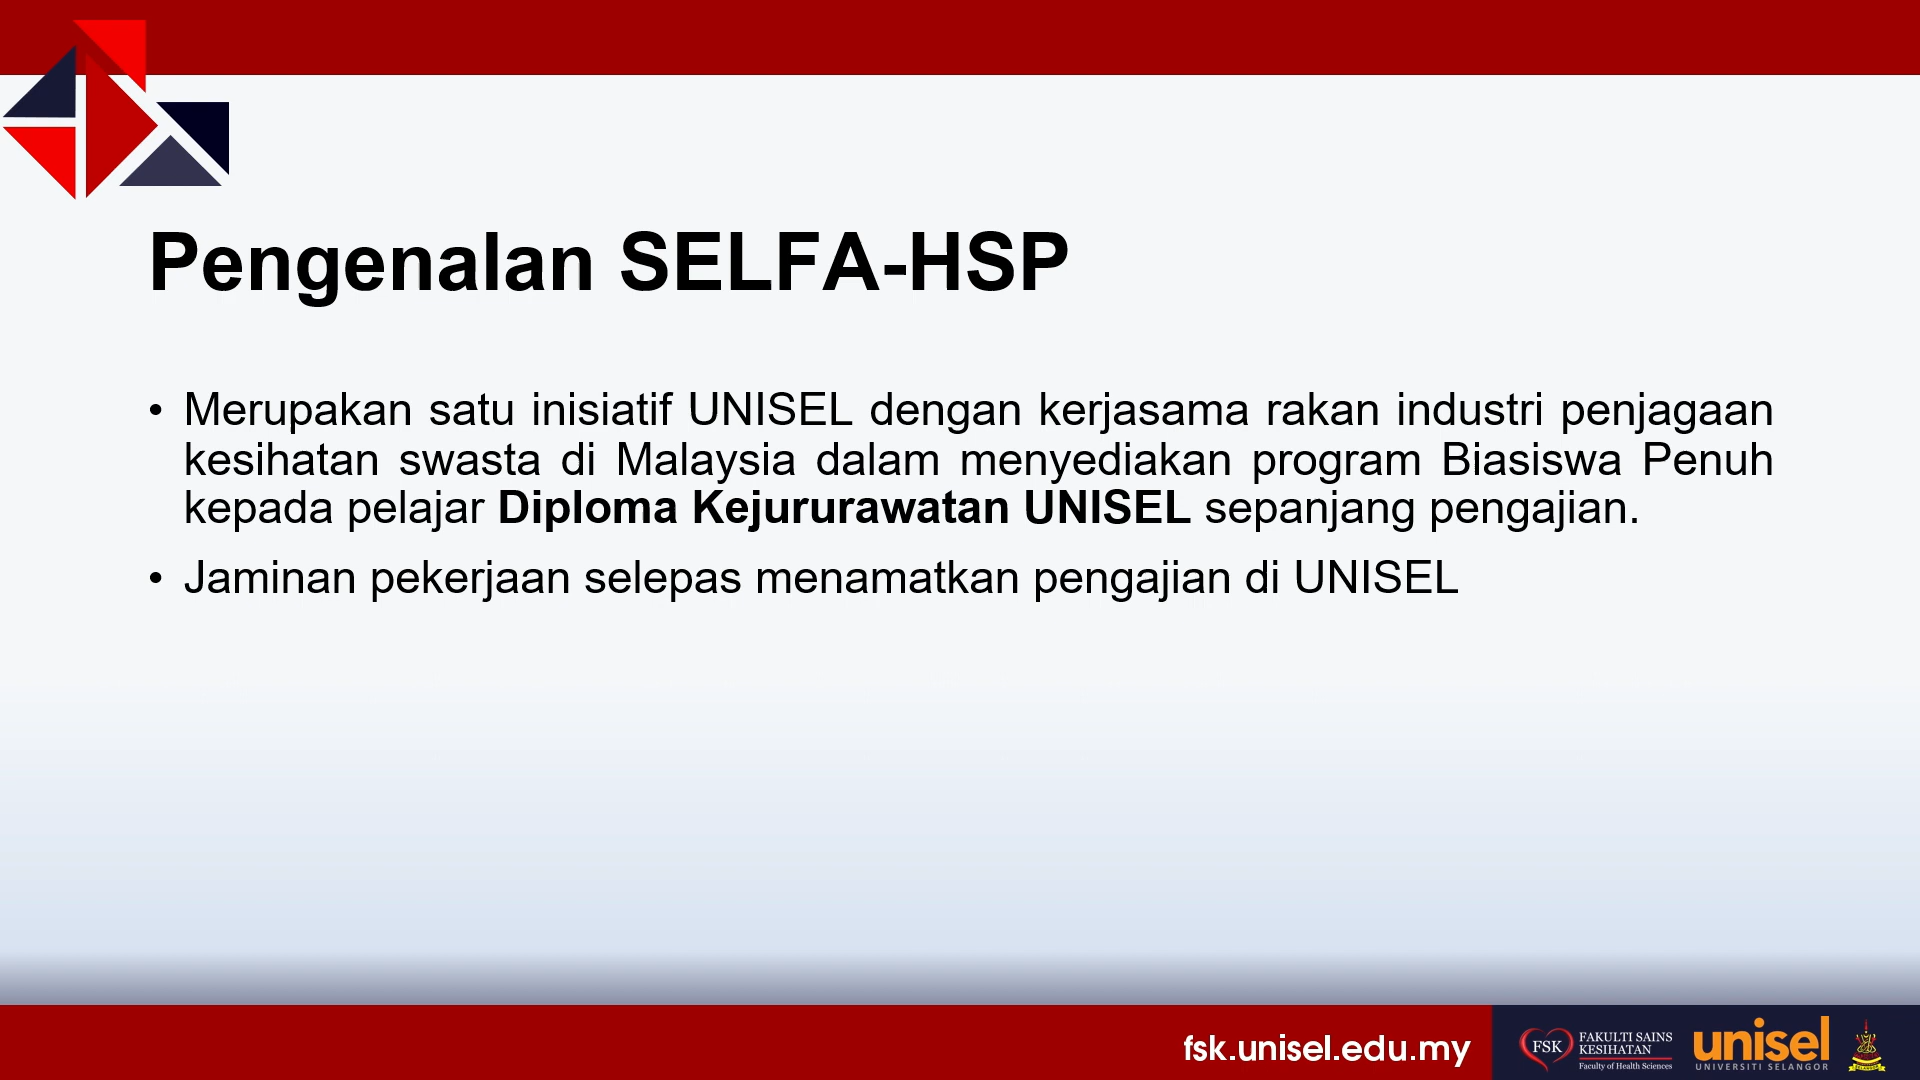 Pengenalan SELFA-HSP
• Merupakan satu inisiatif UNISEL dengan kerjasama rakan industri penjagaan
kesihatan swasta di Malaysia dalam menyediakan program Biasiswa Penuh
kepada pelajar Diploma Kejururawatan UNISEL sepanjang pengajian.
• Jaminan pekerjaan selepas menamatkan pengajian di UNISEL
fsk.unisel.edu.my
FSK
FAKULTI SAINS
KESIHATAN
Faculty of Health Sciences
unisel
UNIVERSITI SELANGOR
SELANGOR